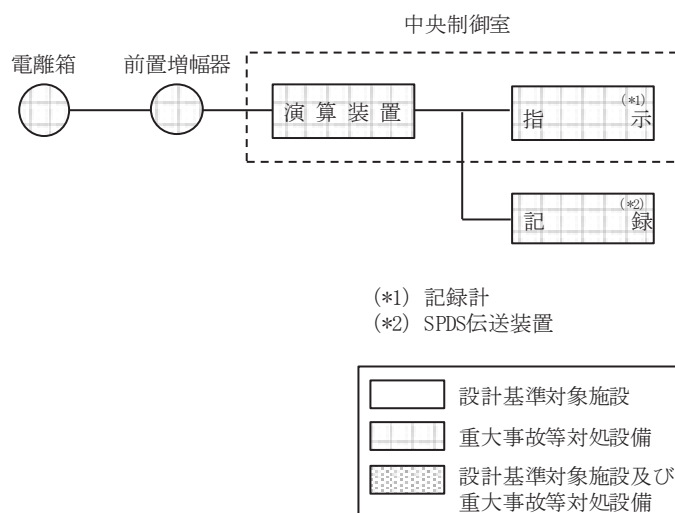 中央制御室
電離箱
前置増幅器
演算装置
指示
(*1)
記録
(*2)
(*1) 記録計
(*2) SPDS伝送装置
設計基準対象施設
重大事故等対処設備
設計基準対象施設及び
重大事故等対処設備